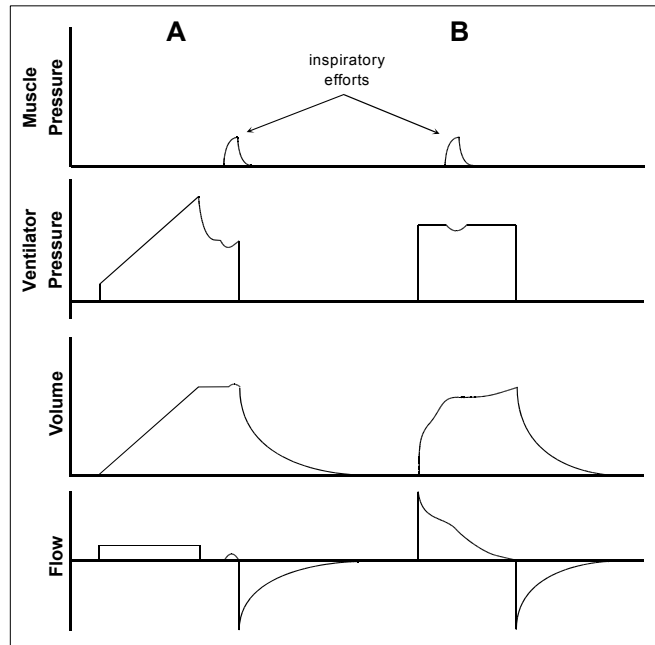 A
B
inspiratory
efforts
Muscle
Pressure
Ventilator
Pressure
Volume
Flow